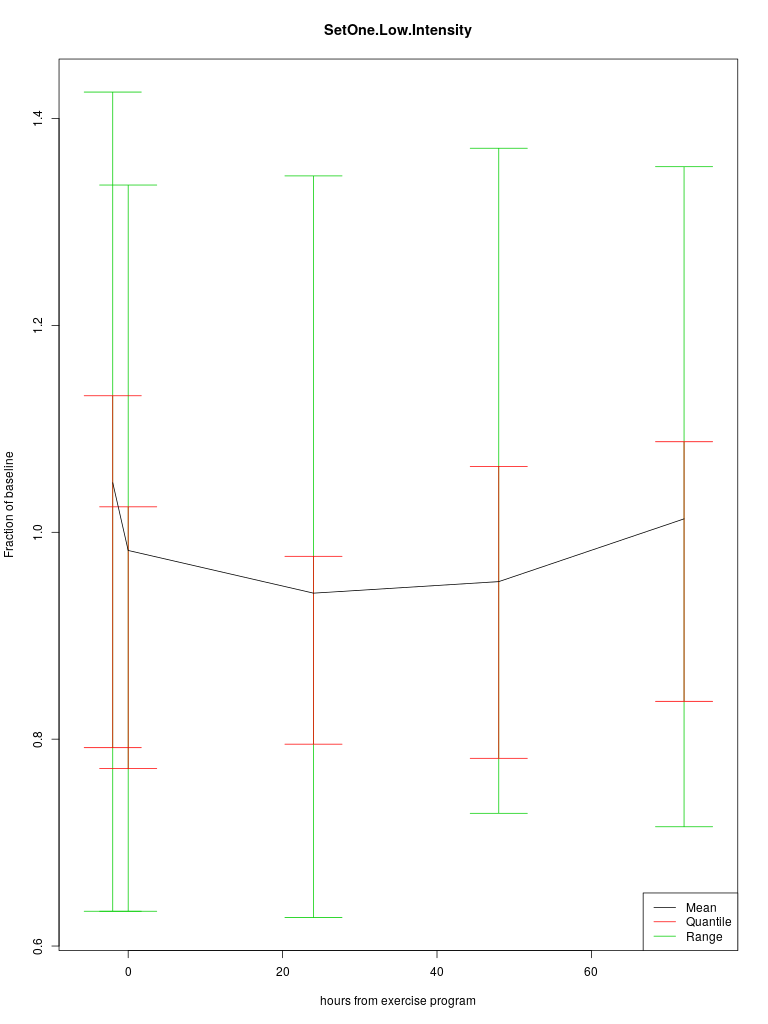 SetOne.Low.Intensity
Fraction of baseline
1.4
1.2
1.0
0.8
0.6
Mean
Quantile
Range
0 20 40 60
hours from exercise program